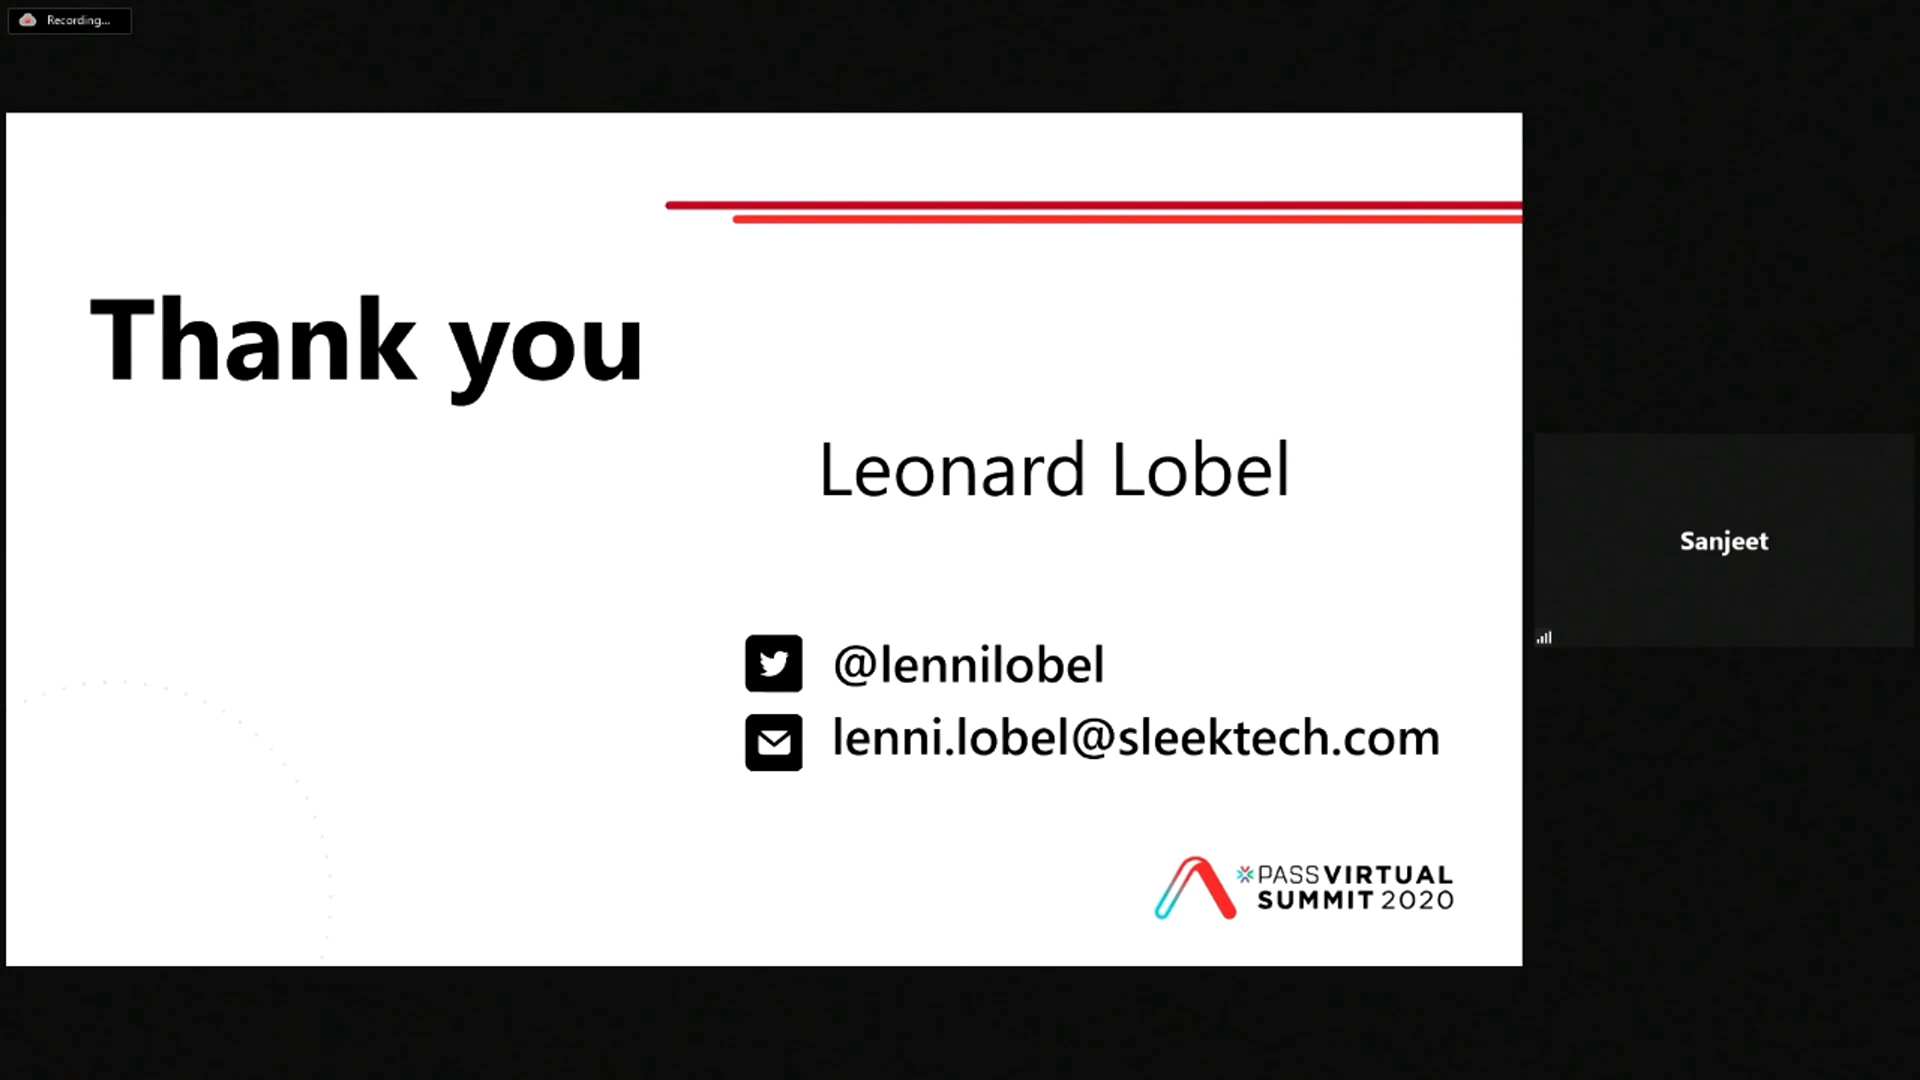 Recording...
Thank you
Leonard Lobel
Sanjeet
@lennilobel
lenni.lobel@sleektech.com
PASS VIRTUAL
SUMMIT 2020